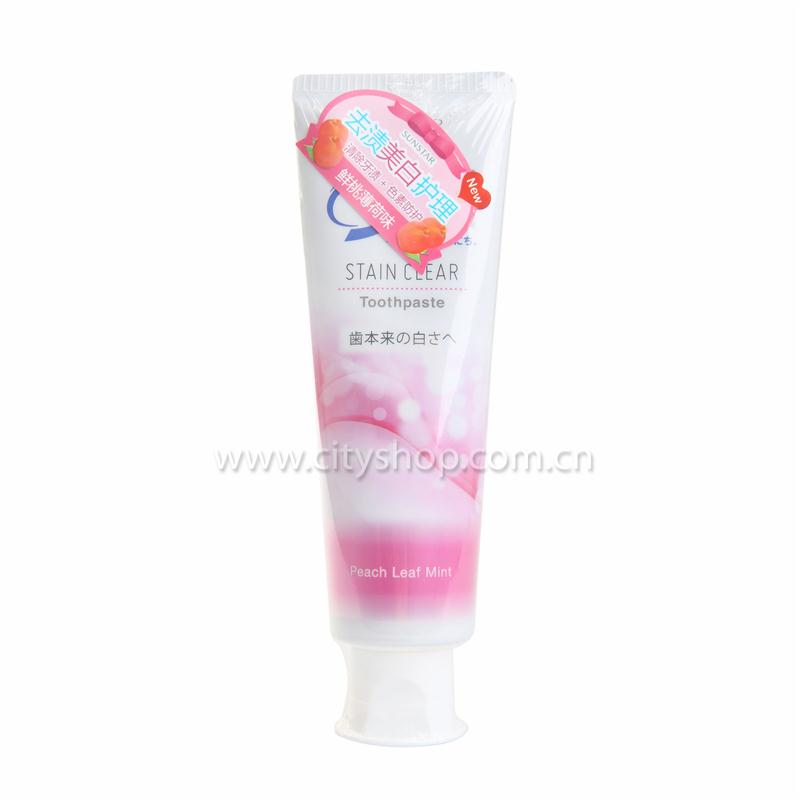 SUNSTAR
去渍美白护理
清除牙渍+色素防护
鲜桃薄荷味
New
STAIN CLEAR
Toothpaste
歯本来の白さへ
www.cityshop.com.cn
Peach Leaf Mint